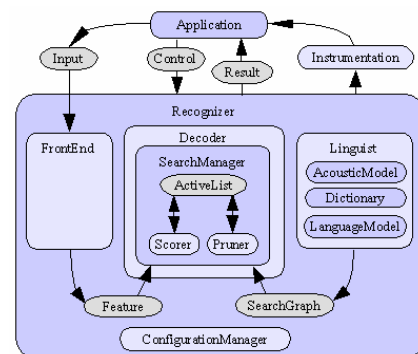 Application
Input
Control
Result
Instrumentation
Recognizer
FrontEnd
Decoder
SearchManager
ActiveList
Scorer
Pruner
Linguist
AcousticModel
Dictionary
LanguageModel
Feature
SearchGraph
ConfigurationManager